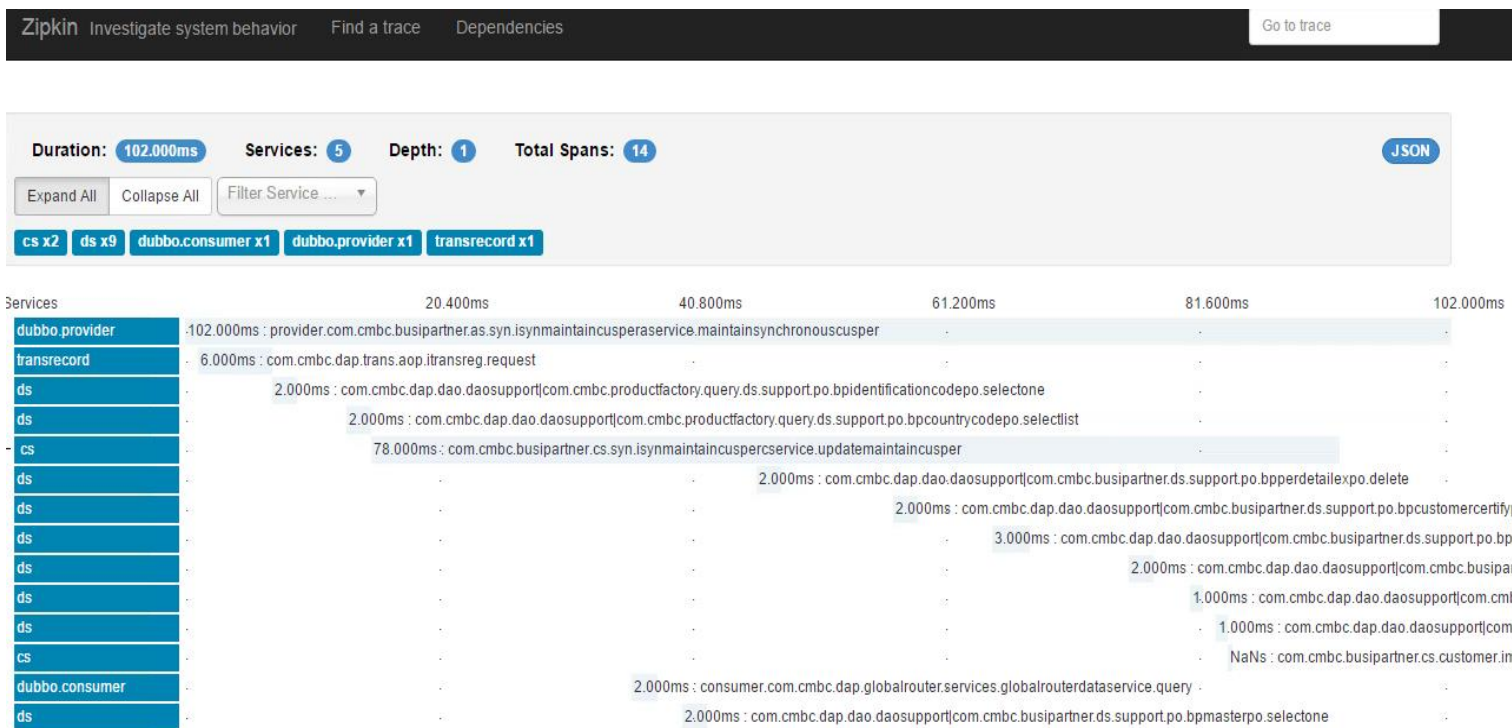 Zipkin Investigate system behavior Find a trace Dependencies Go to trace
Duration: 102.000ms Services: 5 Depth: 1 Total Spans: 14 JSON
Expand All Collapse All Filter Service ...
cs x2 ds x9 dubbo.consumer x1 dubbo.provider x1 transrecord x1
Services 20.400ms 40.800ms 61.200ms 81.600ms 102.000ms
dubbo.provider 102.000ms : provider.com.cmbc.busipartner.as.syn.isynmaintaincusperaservice.maintainsynchronouscusper
transrecord 6.000ms : com.cmbc.dap.trans.aop.itransreg.request
ds 2.000ms : com.cmbc.dap.dao.daosupport|com.cmbc.productfactory.query.ds.support.po.bpidentificationcodepo.selectone
ds 2.000ms : com.cmbc.dap.dao.daosupport|com.cmbc.productfactory.query.ds.support.po.bpcountrycodepo.selectlist
- cs 78.000ms : com.cmbc.busipartner.cs.syn.isynmaintaincuspercservice.updatemaintaincusper
ds 2.000ms : com.cmbc.dap.dao.daosupport|com.cmbc.busipartner.ds.support.po.bpperdetailexpo.delete
ds 2.000ms : com.cmbc.dap.dao.daosupport|com.cmbc.busipartner.ds.support.po.bpcustomercertify
ds 3.000ms : com.cmbc.dap.dao.daosupport|com.cmbc.busipartner.ds.support.po.bp
ds 2.000ms : com.cmbc.dap.dao.daosupport|com.cmbc.busipar
ds 1.000ms : com.cmbc.dap.dao.daosupport|com.cmb
ds 1.000ms : com.cmbc.dap.dao.daosupport|com
cs NaNs : com.cmbc.busipartner.cs.customer.im
dubbo.consumer 2.000ms : consumer.com.cmbc.dap.globalrouter.services.globalrouterdataservice.query
ds 2.000ms : com.cmbc.dap.dao.daosupport|com.cmbc.busipartner.ds.support.po.bpmasterpo.selectone